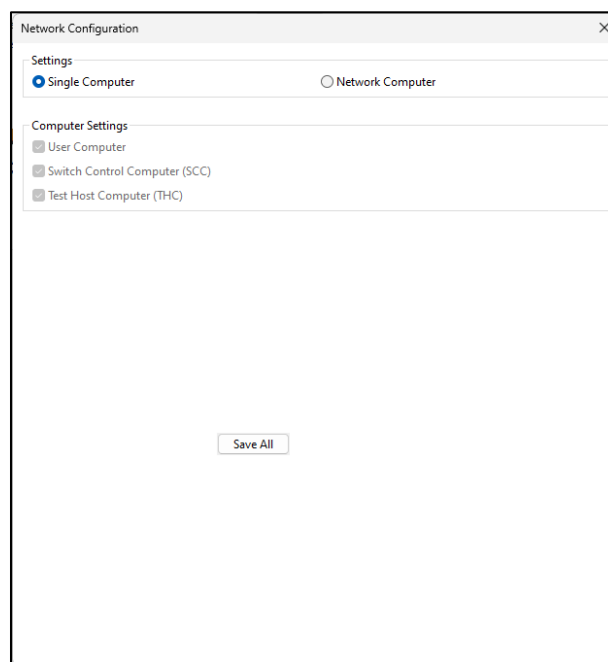 Network Configuration
Settings
Single Computer Network Computer
Computer Settings
User Computer
Switch Control Computer (SCC)
Test Host Computer (THC)
Save All